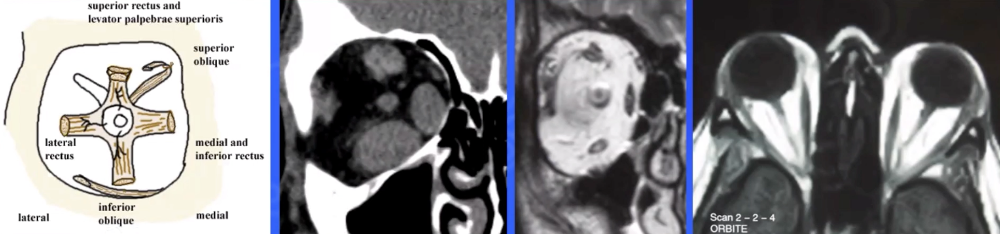 superior rectus and
levator palpebrae superioris
superior
oblique
lateral
rectus
medial and
inferior rectus
inferior
oblique
lateral
medial
Scan 2 – 2 – 4
ORBITE